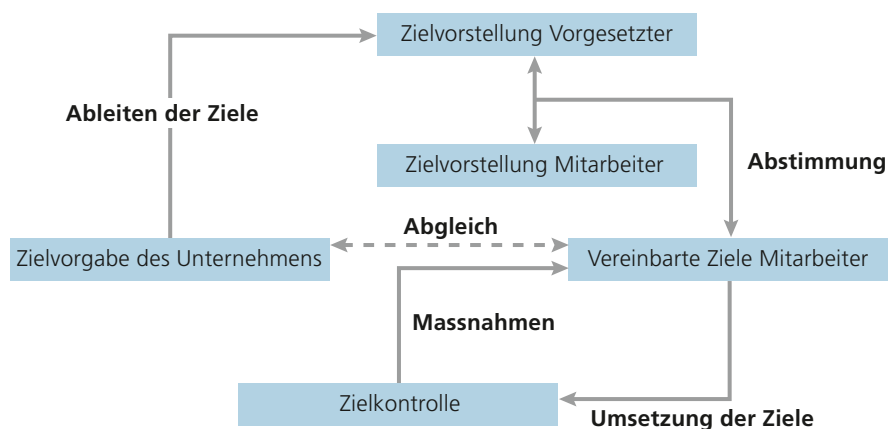 Zielvorstellung Vorgesetzter
Ableiten der Ziele
Zielvorstellung Mitarbeiter
Abstimmung
Abgleich
Zielvorgabe des Unternehmens
Vereinbarte Ziele Mitarbeiter
Massnahmen
Zielkontrolle
Umsetzung der Ziele